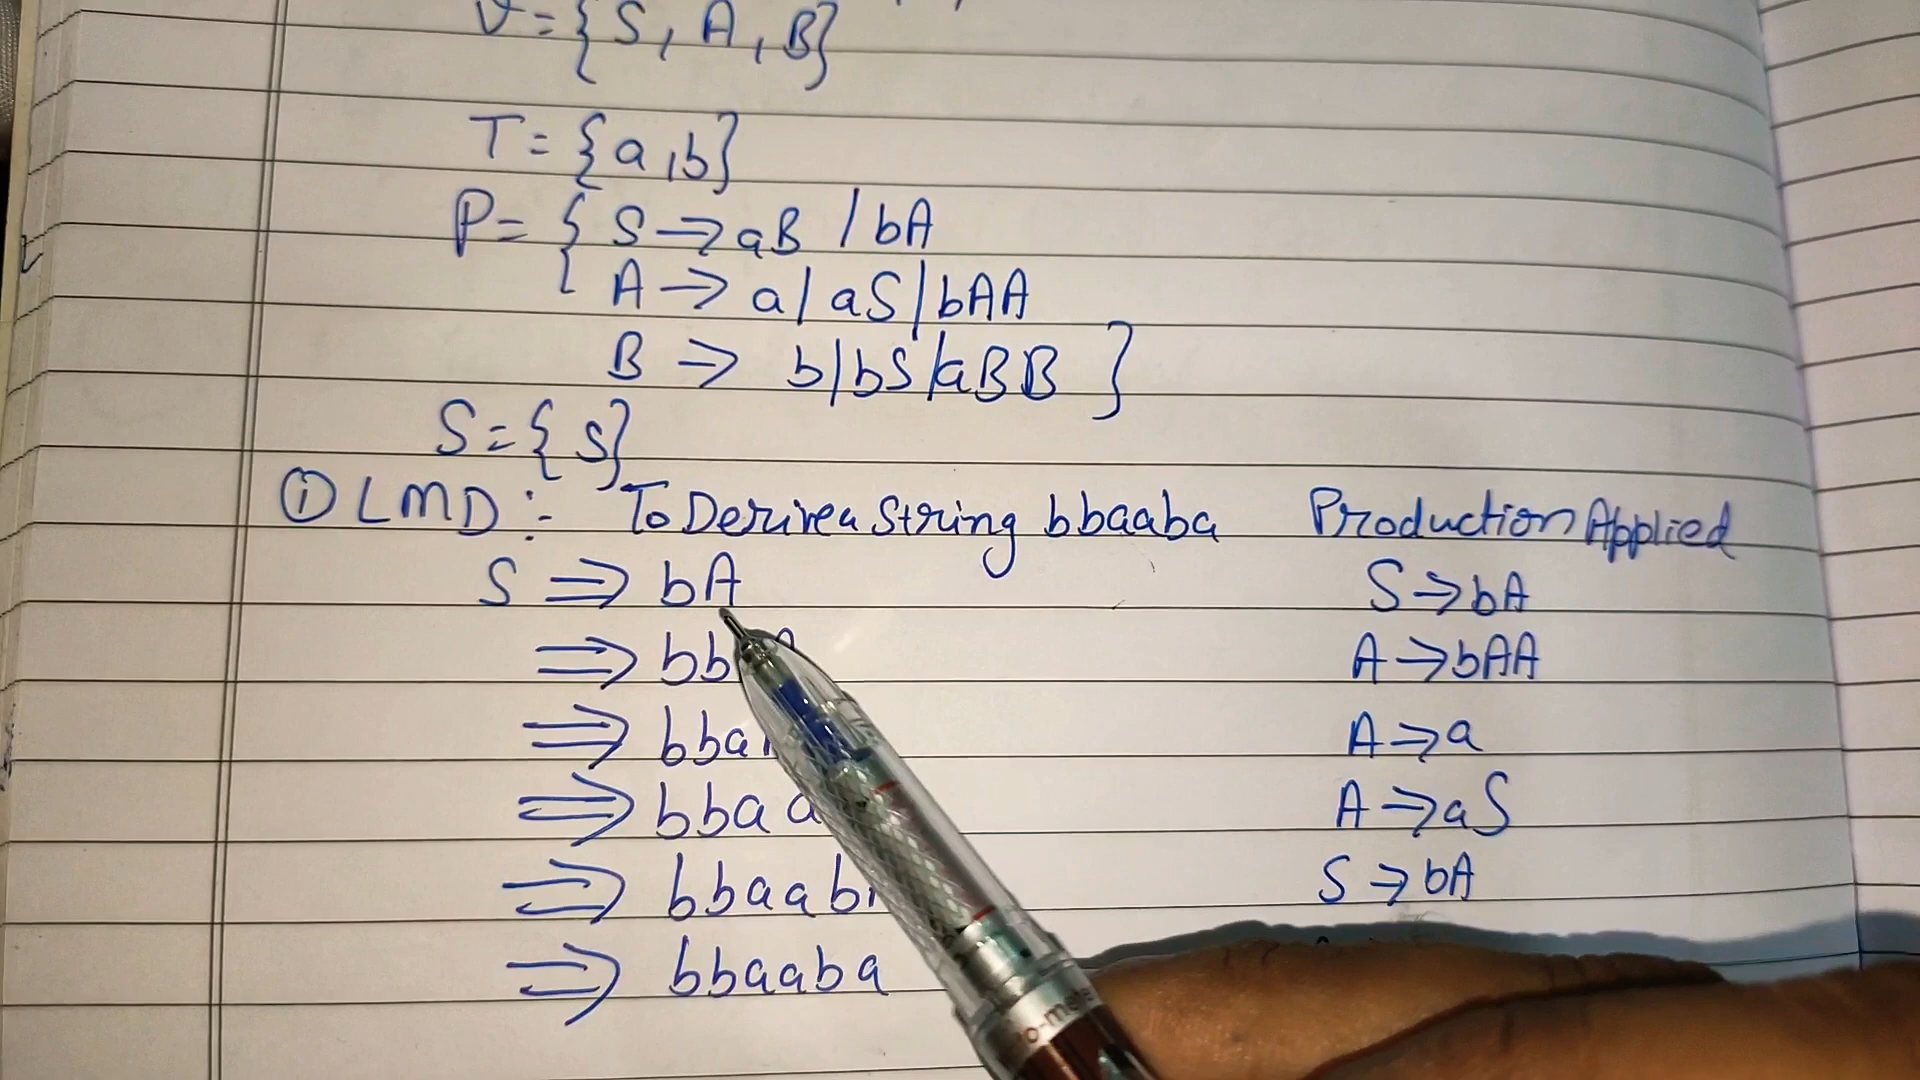 V={S,A,B}
T={a,b}
P={ S→aB / bA
A→a/aS/bAA
B→ b/bS/aBB }
S={S}
① LMD:- To Derive a String bbaaba Production Applied
S⇒bA S→bA
⇒bb A→bAA
⇒bba A→a
⇒bbaa A→aS
⇒bbaab S→bA
⇒bbaaba